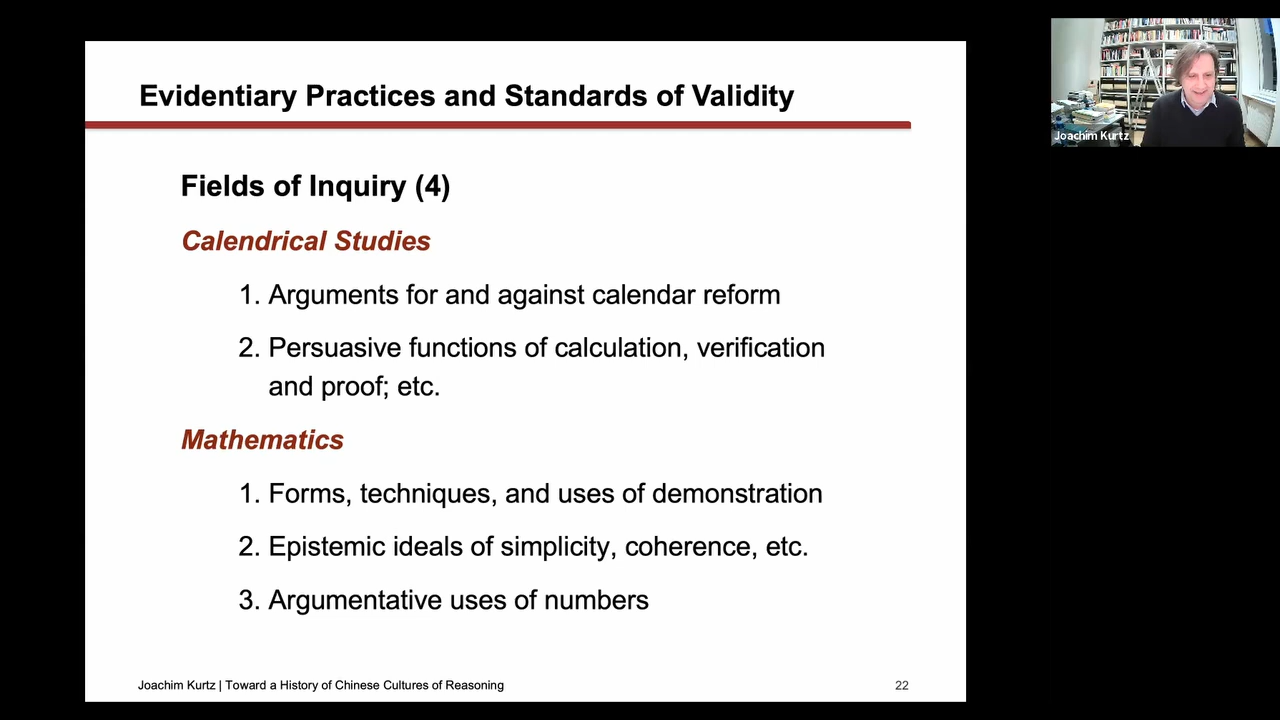 Evidentiary Practices and Standards of Validity
Fields of Inquiry (4)
Calendrical Studies
1. Arguments for and against calendar reform
2. Persuasive functions of calculation, verification
and proof; etc.
Mathematics
1. Forms, techniques, and uses of demonstration
2. Epistemic ideals of simplicity, coherence, etc.
3. Argumentative uses of numbers
Joachim Kurtz | Toward a History of Chinese Cultures of Reasoning
22
Joachim Kurtz